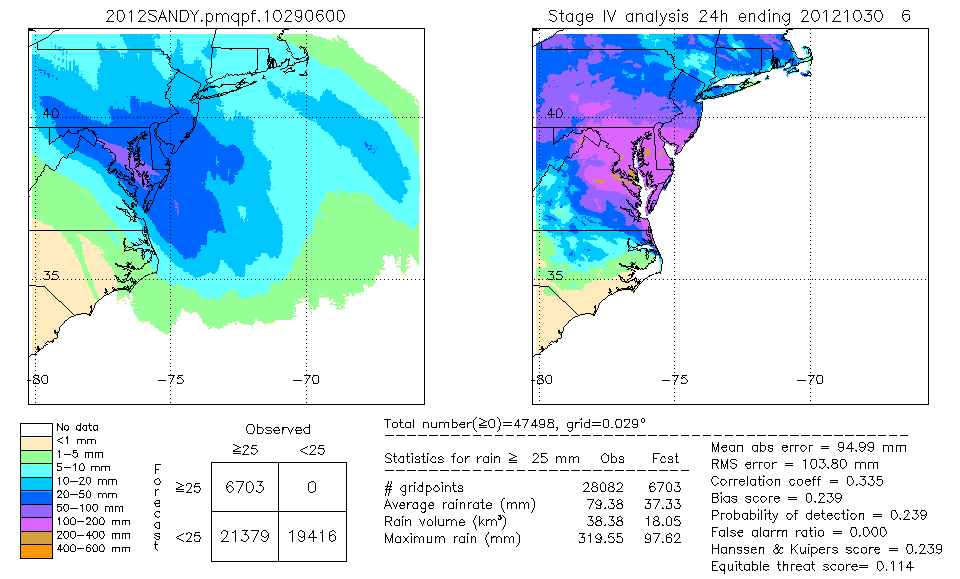 2012SANDY.pmqpf.10290600
Stage IV analysis 24h ending 20121030 6
40
35
-80
-75
-70
40
35
-80
-75
-70
No data
<1 mm
1-5 mm
5-10 mm
10-20 mm
20-50 mm
50-100 mm
100-200 mm
200-400 mm
400-600 mm
Forecast
Observed
≧25 <25
≧25 6703 0
<25 21379 19416
Total number(≧0)=47498, grid=0.029°
Statistics for rain ≧ 25 mm Obs Fcst
# gridpoints 28082 6703
Average rainrate (mm) 79.38 37.33
Rain volume (km³) 38.38 18.05
Maximum rain (mm) 319.55 97.62
Mean abs error = 94.99 mm
RMS error = 103.80 mm
Correlation coeff = 0.335
Bias score = 0.239
Probability of detection = 0.239
False alarm ratio = 0.000
Hanssen & Kuipers score = 0.239
Equitable threat score= 0.114